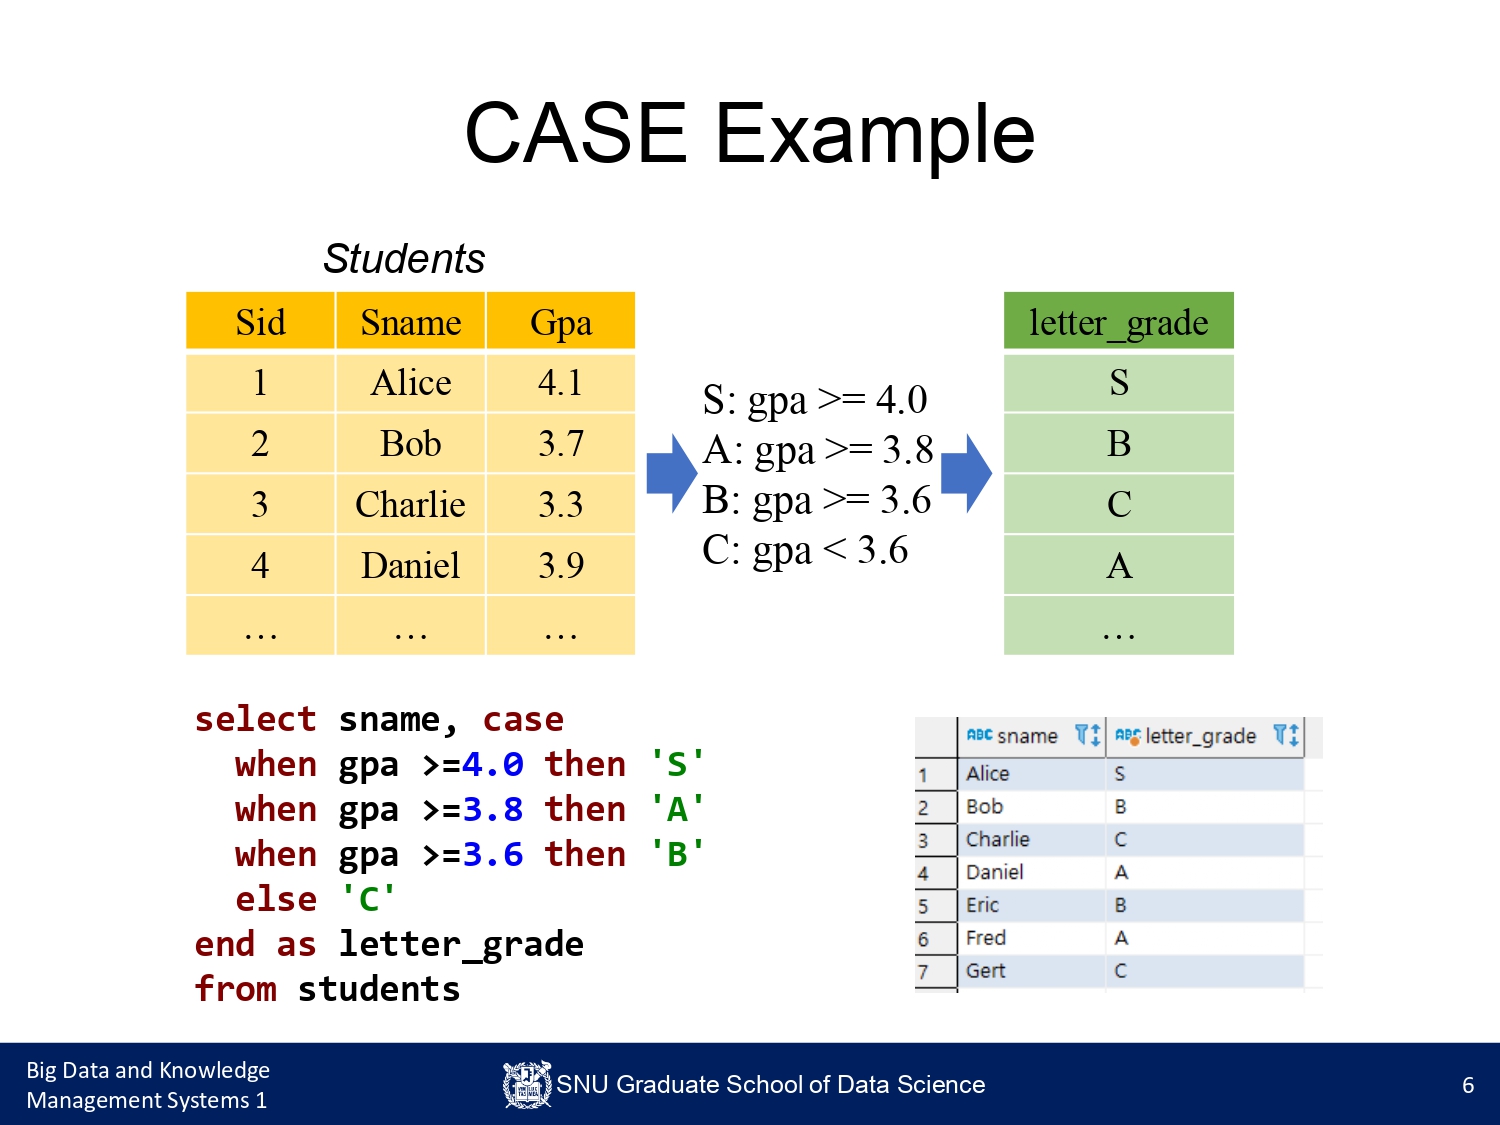 CASE Example
Students
Sid Sname Gpa
1 Alice 4.1
2 Bob 3.7
3 Charlie 3.3
4 Daniel 3.9
… … …
S: gpa >= 4.0
A: gpa >= 3.8
B: gpa >= 3.6
C: gpa < 3.6
letter_grade
S
B
C
A
…
select sname, case
when gpa >=4.0 then 'S'
when gpa >=3.8 then 'A'
when gpa >=3.6 then 'B'
else 'C'
end as letter_grade
from students
ABC sname ABC letter_grade
1 Alice S
2 Bob B
3 Charlie C
4 Daniel A
5 Eric B
6 Fred A
7 Gert C
Big Data and Knowledge
Management Systems 1
SNU Graduate School of Data Science
6